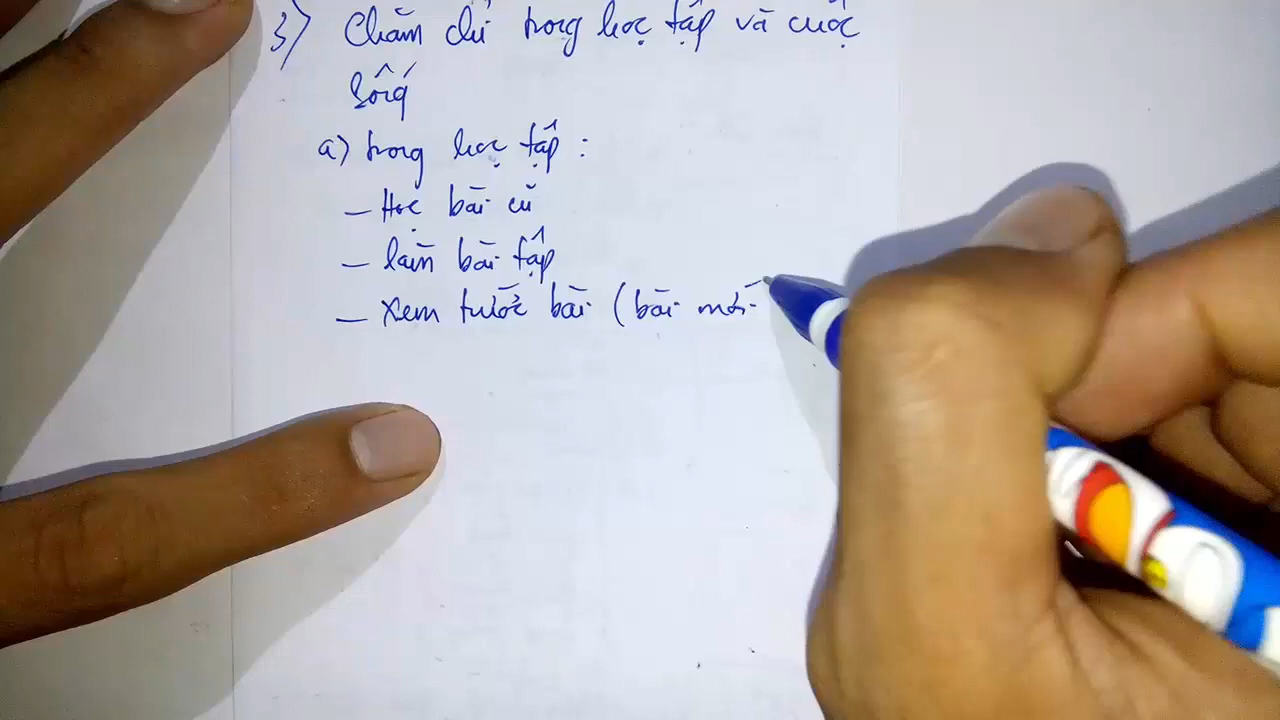 3) Chăm chỉ trong học tập và cuộc
sống
a) trong học tập :
– Học bài cũ
– làm bài tập
– Xem trước bài (bài mới